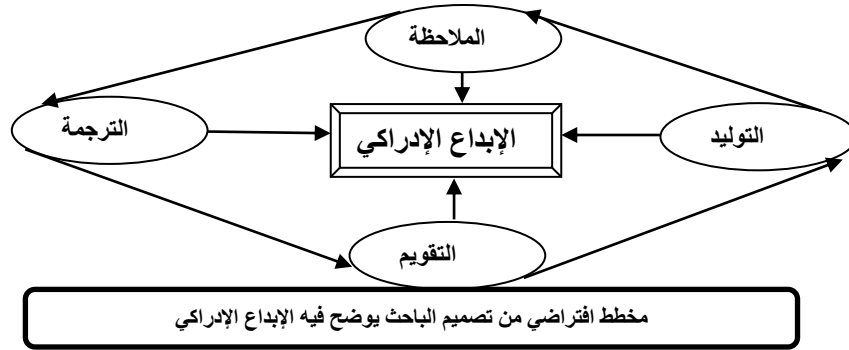 الملاحظة
التوليد
الإبداع الإدراكي
الترجمة
التقويم
مخطط افتراضي من تصميم الباحث يوضح فيه الإبداع الإدراكي